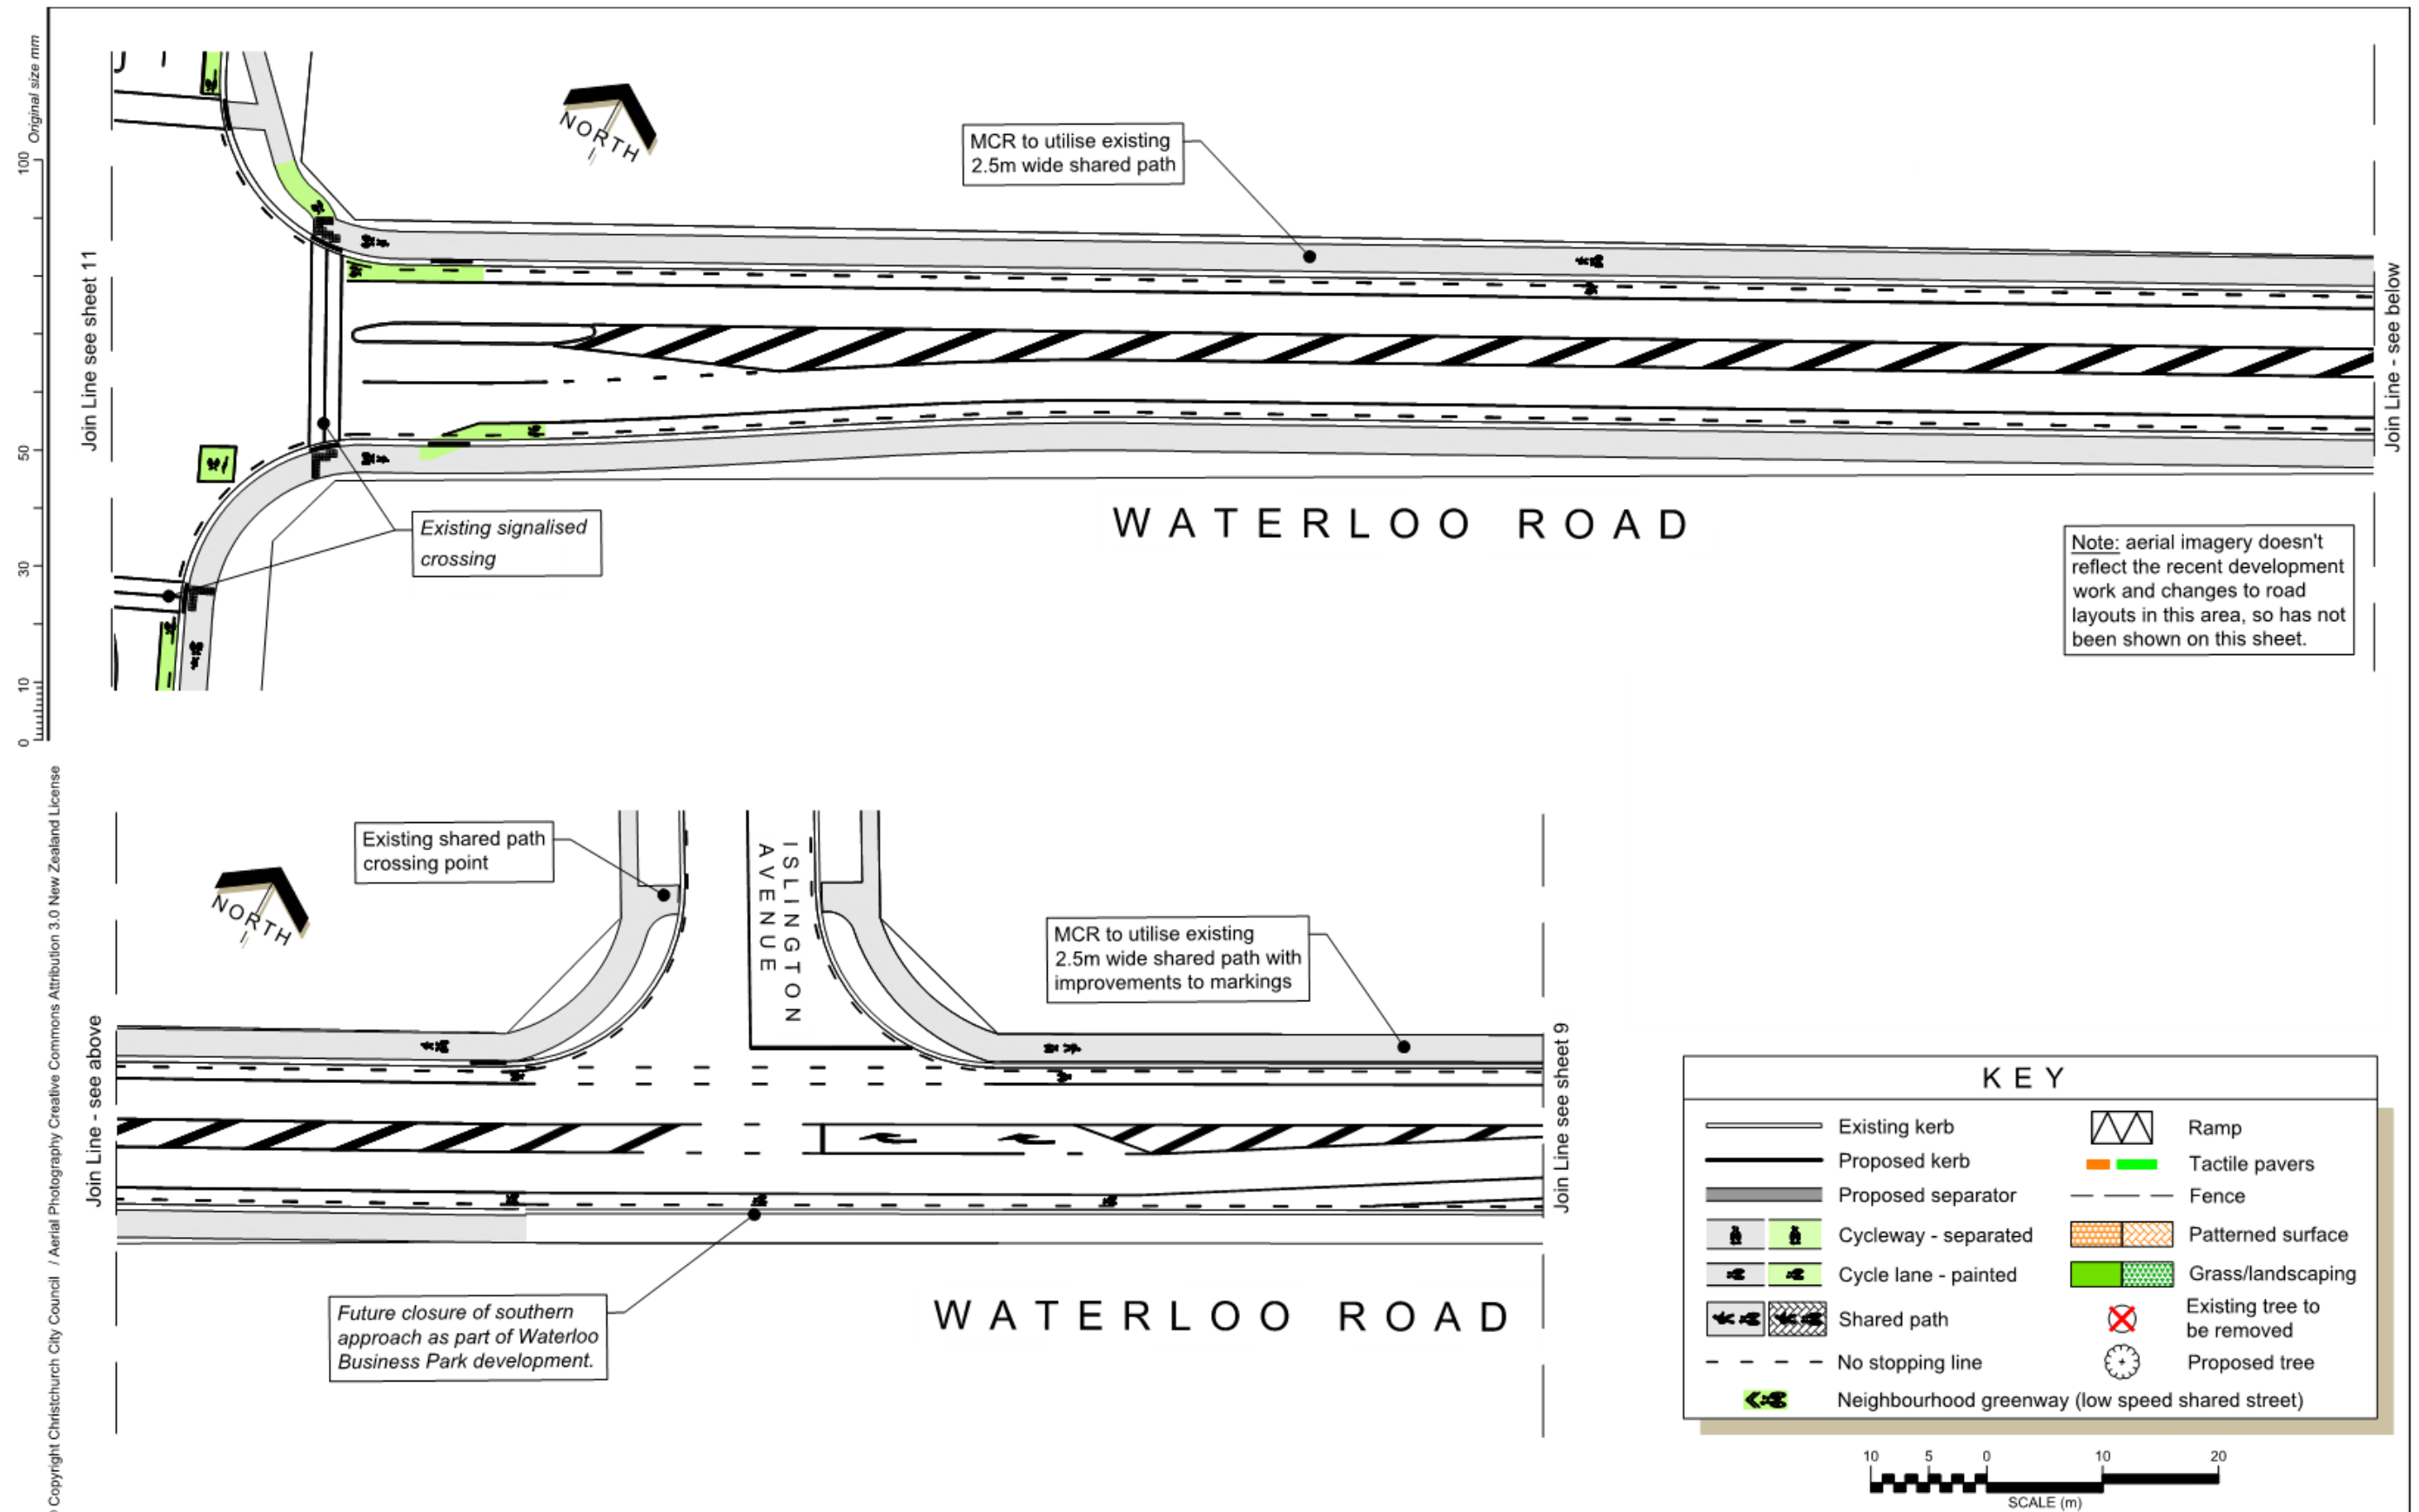 Original size mm
100
50
30
10
0
Join Line see sheet 11
NORTH
MCR to utilise existing
2.5m wide shared path
Join Line - see below
Existing signalised
crossing
WATERLOO ROAD
Note: aerial imagery doesn't
reflect the recent development
work and changes to road
layouts in this area, so has not
been shown on this sheet.
Copyright Christchurch City Council / Aerial Photography Creative Commons Attribution 3.0 New Zealand License
Join Line - see above
NORTH
Existing shared path
crossing point
ISLINGTON
AVENUE
MCR to utilise existing
2.5m wide shared path with
improvements to markings
Join Line see sheet 9
Future closure of southern
approach as part of Waterloo
Business Park development.
WATERLOO ROAD
KEY
Existing kerb
Proposed kerb
Proposed separator
Cycleway - separated
Cycle lane - painted
Shared path
No stopping line
Neighbourhood greenway (low speed shared street)
Ramp
Tactile pavers
Fence
Patterned surface
Grass/landscaping
Existing tree to
be removed
Proposed tree
10 5 0 10 20
SCALE (m)